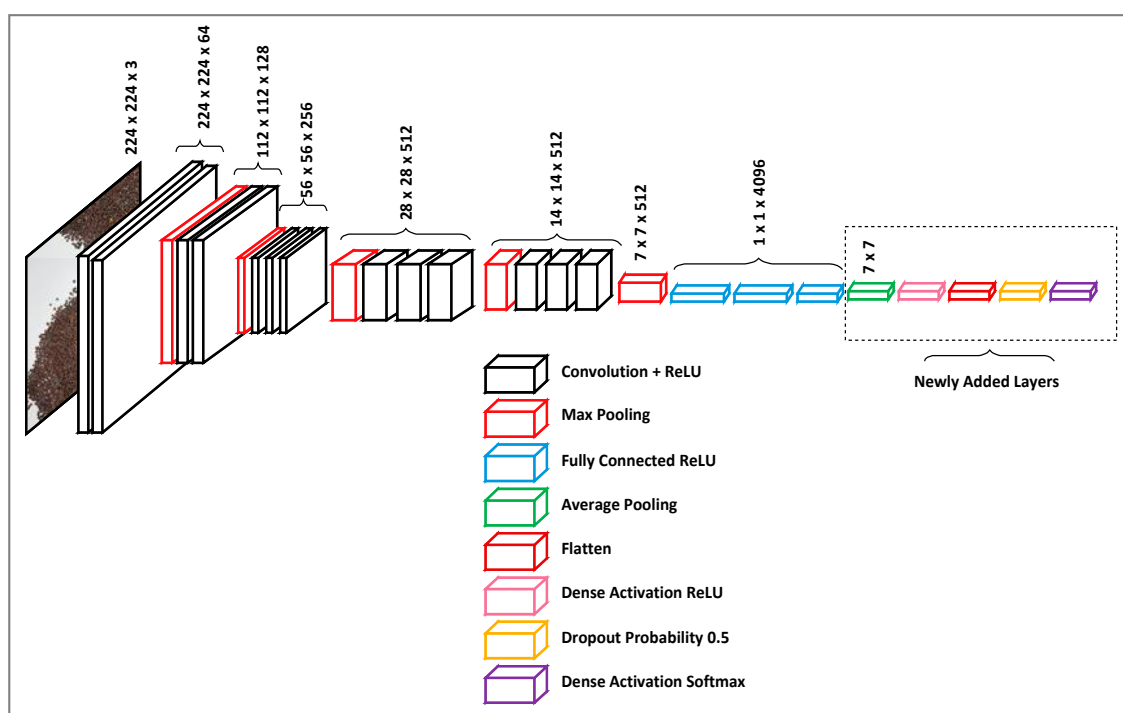 224 x 224 x 3
224 x 224 x 64
112 x 112 x 128
56 x 56 x 256
28 x 28 x 512
14 x 14 x 512
7 x 7 x 512
1 x 1 x 4096
7 x 7
Newly Added Layers
Convolution + ReLU
Max Pooling
Fully Connected ReLU
Average Pooling
Flatten
Dense Activation ReLU
Dropout Probability 0.5
Dense Activation Softmax